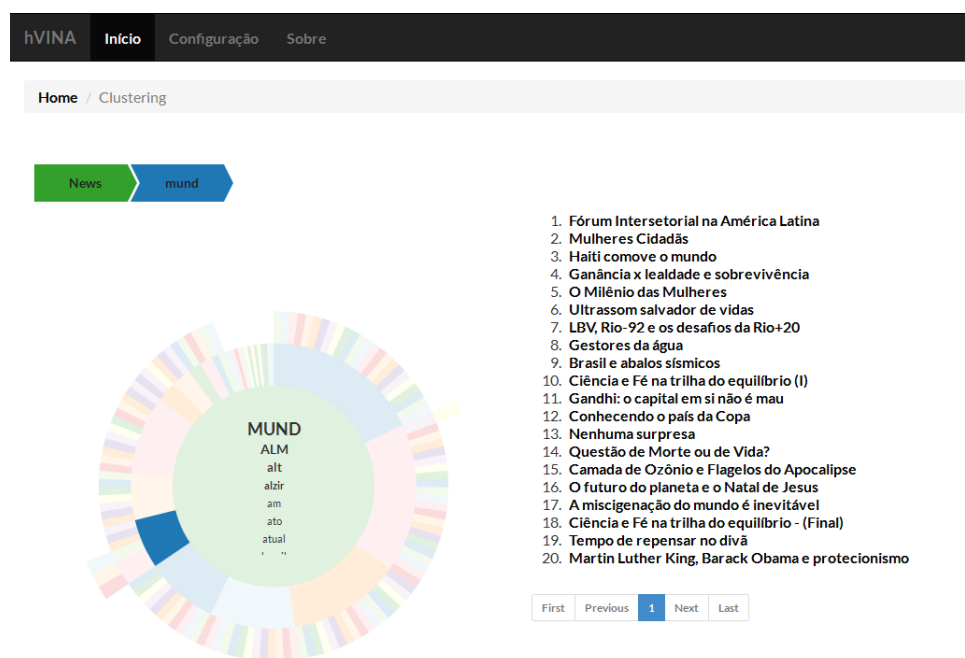 hVINA Início Configuração Sobre
Home / Clustering
News mund
MUND
ALM
alt
alzir
am
ato
atual
1. Fórum Intersetorial na América Latina
2. Mulheres Cidadãs
3. Haiti comove o mundo
4. Ganância x lealdade e sobrevivência
5. O Milênio das Mulheres
6. Ultrassom salvador de vidas
7. LBV, Rio-92 e os desafios da Rio+20
8. Gestores da água
9. Brasil e abalos sísmicos
10. Ciência e Fé na trilha do equilíbrio (I)
11. Gandhi: o capital em si não é mau
12. Conhecendo o país da Copa
13. Nenhuma surpresa
14. Questão de Morte ou de Vida?
15. Camada de Ozônio e Flagelos do Apocalipse
16. O futuro do planeta e o Natal de Jesus
17. A miscigenação do mundo é inevitável
18. Ciência e Fé na trilha do equilíbrio - (Final)
19. Tempo de repensar no divã
20. Martin Luther King, Barack Obama e protecionismo
First Previous 1 Next Last